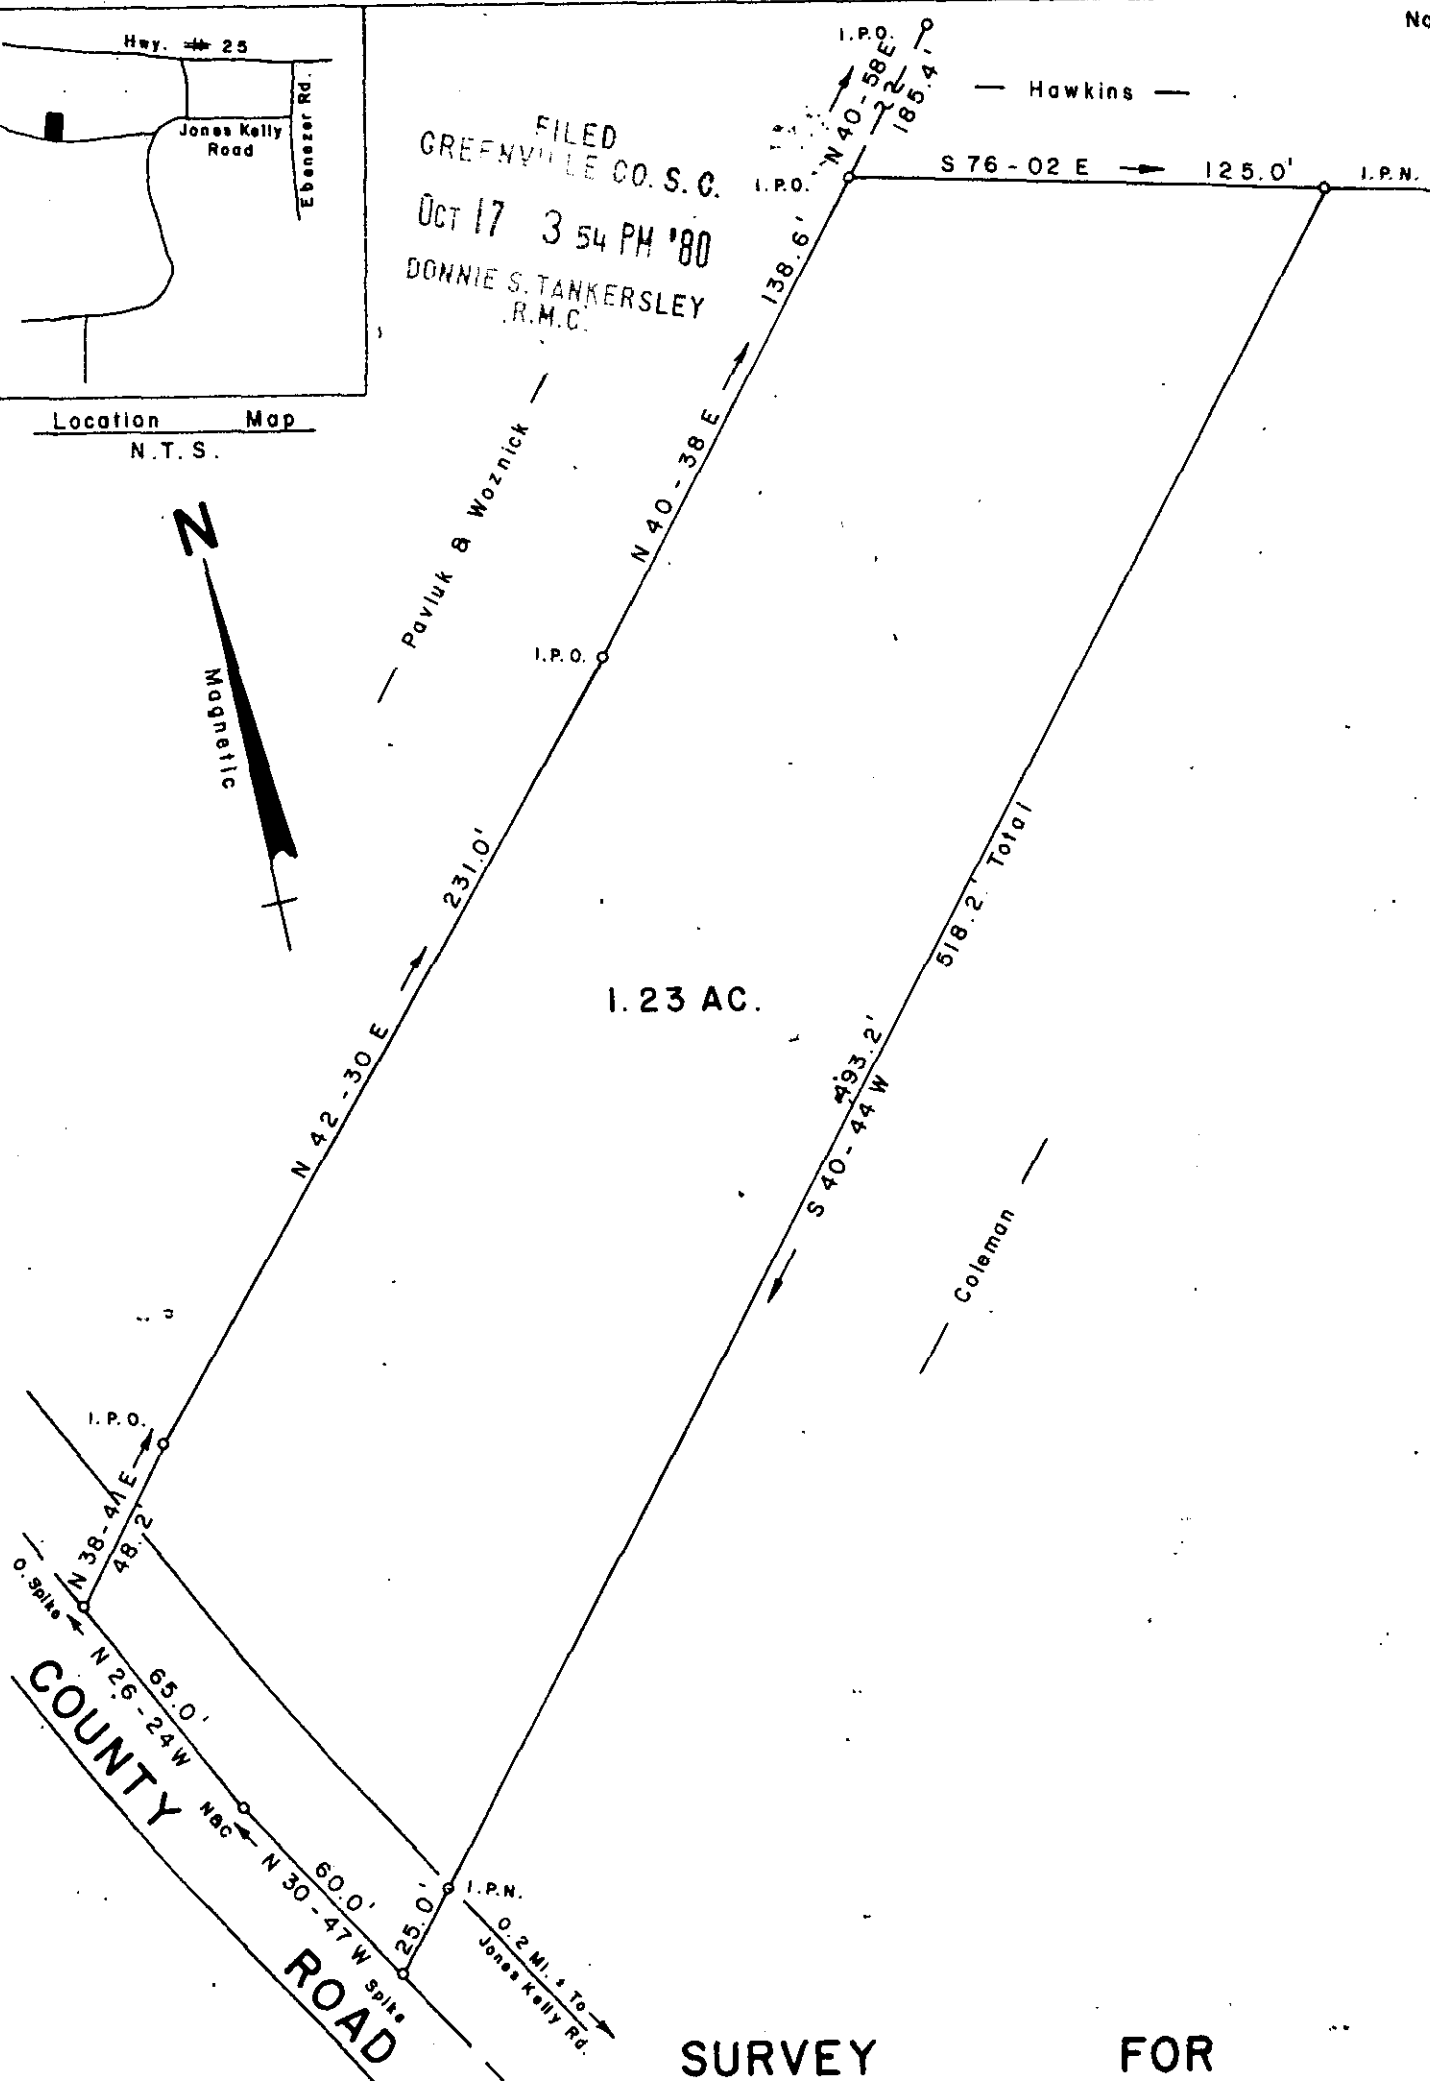 No
Hwy. # 25
Ebenezer Rd.
Jones Kelly
Road
Location Map
N.T.S.
FILED
GREENVILLE CO. S. C.
OCT 17 3 54 PM '80
DONNIE S. TANKERSLEY
R.M.C.
I.P.O.
N 40-58 E
185.4'
— Hawkins —
I.P.O.
S 76-02 E 125.0'
I.P.N.
138.6'
N 40-38 E
— Pavluk & Woznick —
N
Magnetic
I.P.O.
231.0'
N 42-30 E
518.2' Total
1.23 AC.
493.2'
S 40-44 W
— Coleman —
I.P.O.
N 38-41 E
48.2'
O. Spike
65.0'
N 26-24 W
COUNTY
N&C
60.0'
N 30-47 W
25.0'
I.P.N.
Spike
ROAD
0.2 Mi. ± To
Jones Kelly Rd.
SURVEY FOR